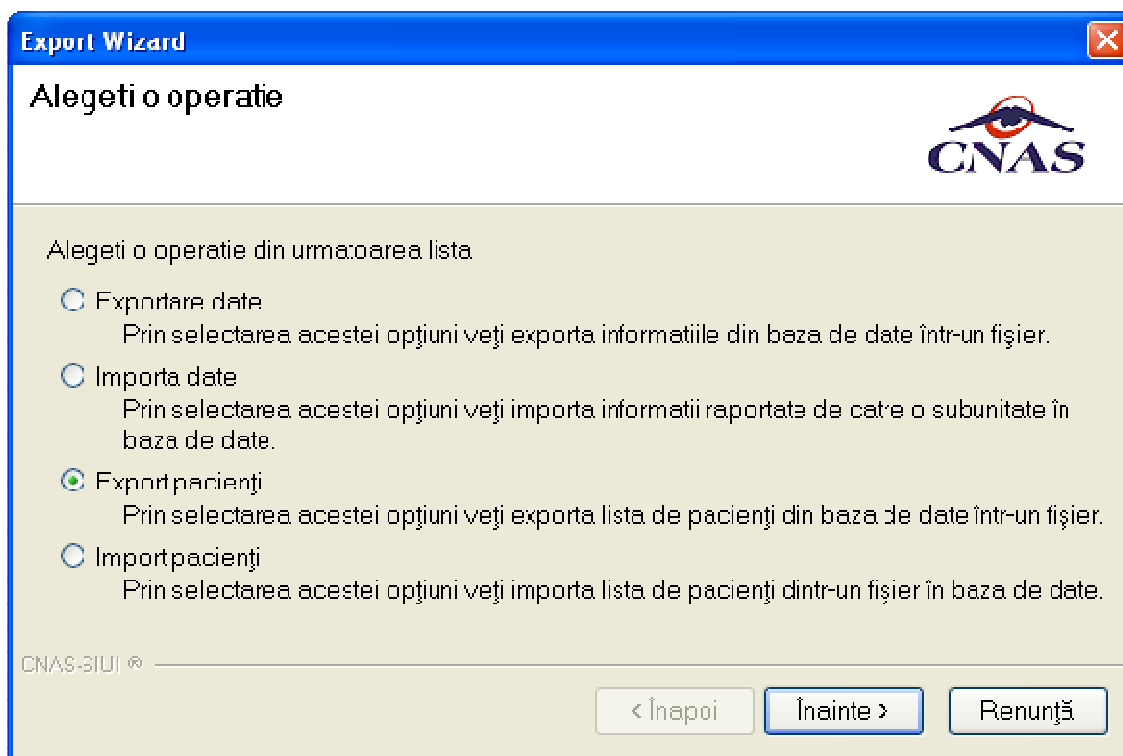 Export Wizard
Alegeti o operatie
CNAS
Alegeti o operatie din urmatoarea lista
Exportare date
Prin selectarea acestei opţiuni veţi exporta informatiile din baza de date într-un fişier.
Importa date
Prin selectarea acestei opţiuni veţi importa informatii raportate de catre o subunitate în
baza de date.
Export pacienţi
Prin selectarea acestei opţiuni veţi exporta lista de pacienţi din baza de date într-un fişier.
Import pacienţi
Prin selectarea acestei opţiuni veţi importa lista de pacienţi dintr-un fişier în baza de date.
CNAS-SIUI ®
< Înapoi
Înainte >
Renunţă